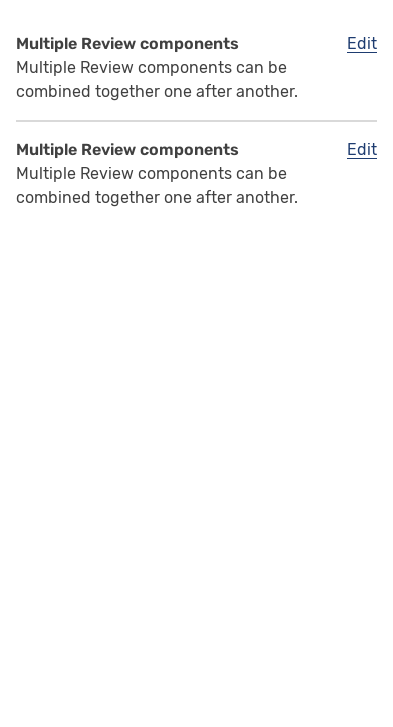 Multiple Review components Edit
Multiple Review components can be
combined together one after another.
Multiple Review components Edit
Multiple Review components can be
combined together one after another.